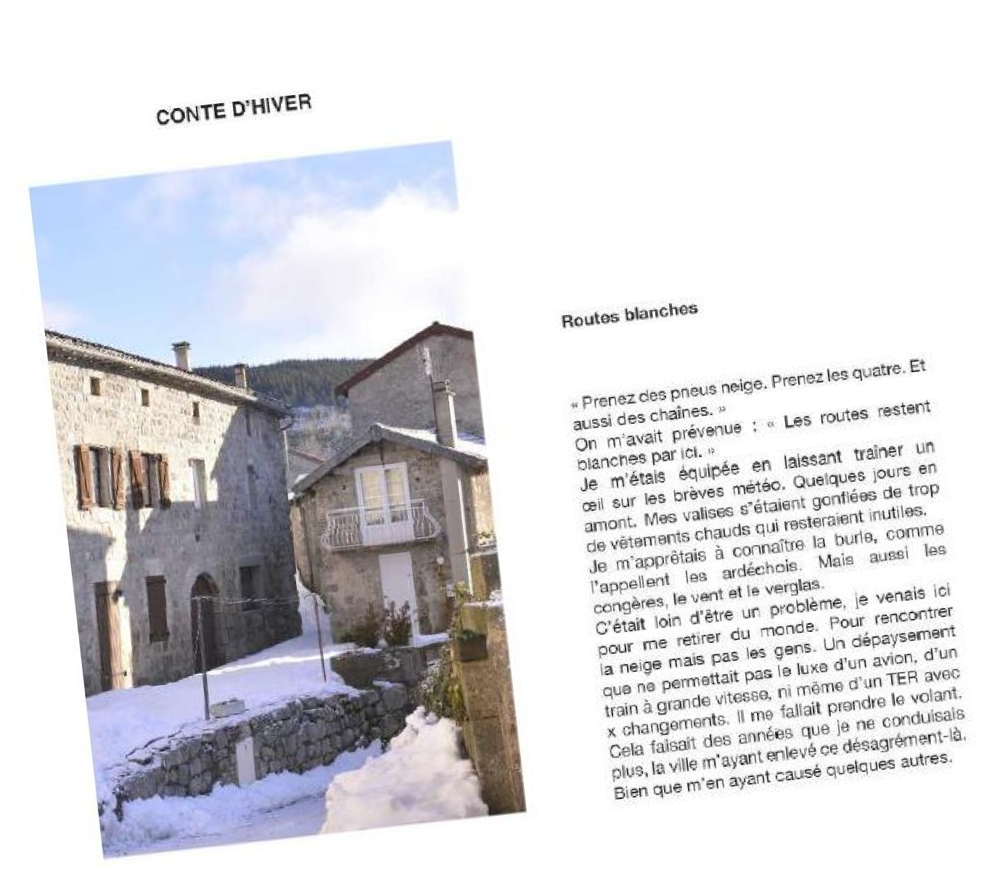 CONTE D'HIVER
Routes blanches
« Prenez des pneus neige. Prenez les quatre. Et
aussi des chaînes. »
On m'avait prévenue : « Les routes restent
blanches par ici. »
Je m'étais équipée en laissant traîner un
œil sur les brèves météo. Quelques jours en
amont. Mes valises s"étaient gonflées de trop
de vêtements chauds qui resteraient inutiles.
Je m'apprêtais à connaître la burle, comme
l'appellent les ardéchois. Mais aussi les
congères, le vent et le verglas.
C'était loin d'être un problème, je venais ici
pour me retirer du monde. Pour rencontrer
la neige mais pas les gens. Un dépaysement
que ne permettait pas le luxe d'un avion, d'un
train à grande vitesse, ni même d'un TER avec
x changements. Il me fallait prendre le volant.
Cela faisait des années que je ne conduisais
plus, la ville m'ayant enlevé ce désagrément-là.
Bien que m'en ayant causé quelques autres.